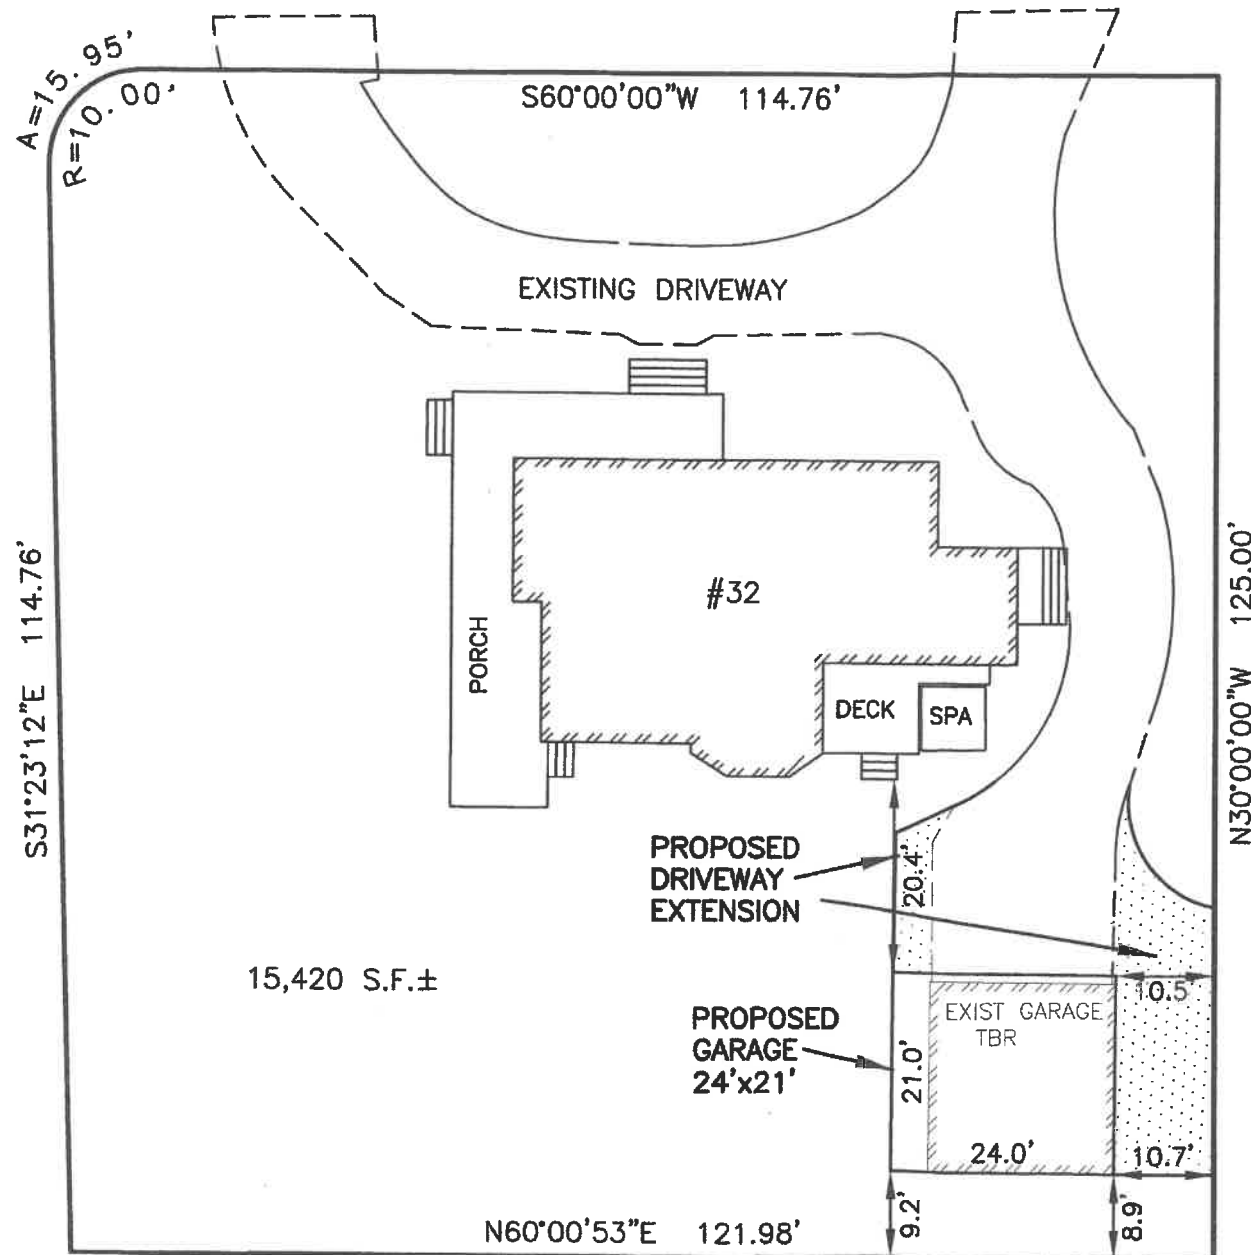 A=15.95'
R=10.00'
S60°00'00"W 114.76'
EXISTING DRIVEWAY
S31°23'12"E 114.76'
N30°00'00"W 125.00'
#32
PORCH
DECK
SPA
PROPOSED
DRIVEWAY
EXTENSION
20.4'
15,420 S.F.±
10.5'
EXIST GARAGE
TBR
PROPOSED
GARAGE
24'x21'
21.0'
24.0'
10.7'
9.2'
8.9'
N60°00'53"E 121.98'